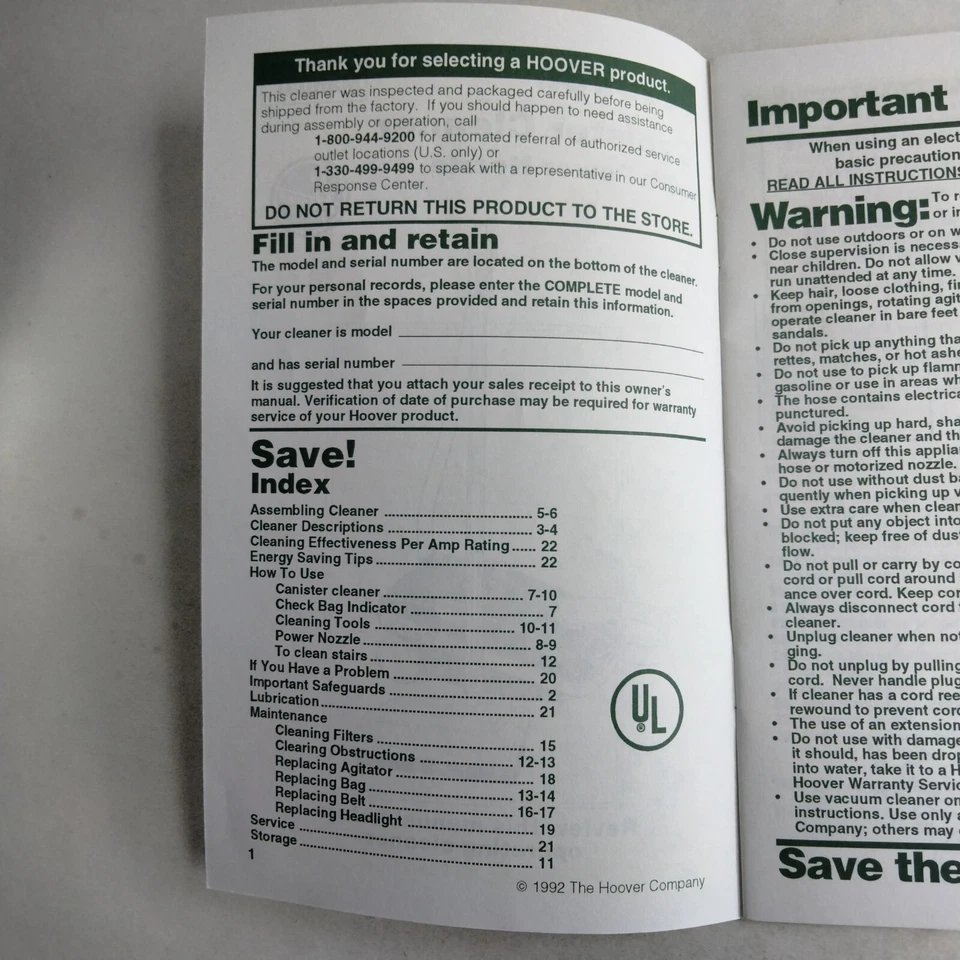 Thank you for selecting a HOOVER product.
This cleaner was inspected and packaged carefully before being
shipped from the factory. If you should happen to need assistance
during assembly or operation, call
1-800-944-9200 for automated referral of authorized service
outlet locations (U.S. only) or
1-330-499-9499 to speak with a representative in our Consumer
Response Center.
DO NOT RETURN THIS PRODUCT TO THE STORE.
Fill in and retain
The model and serial number are located on the bottom of the cleaner.
For your personal records, please enter the COMPLETE model and
serial number in the spaces provided and retain this information.
Your cleaner is model
and has serial number
It is suggested that you attach your sales receipt to this owner's
manual. Verification of date of purchase may be required for warranty
service of your Hoover product.
Save!
Index
Assembling Cleaner ........ 5-6
Cleaner Descriptions ........ 3-4
Cleaning Effectiveness Per Amp Rating ...... 22
Energy Saving Tips ........ 22
How To Use
Canister cleaner ........ 7-10
Check Bag Indicator ........ 7
Cleaning Tools ........ 10-11
Power Nozzle ........ 8-9
To clean stairs ........ 12
If You Have a Problem ........ 20
Important Safeguards ........ 2
Lubrication ........ 21
Maintenance
Cleaning Filters ........ 15
Clearing Obstructions ........ 12-13
Replacing Agitator ........ 18
Replacing Bag ........ 13-14
Replacing Belt ........ 16-17
Replacing Headlight ........ 19
Service ........ 21
Storage ........ 11
UL
®
1
© 1992 The Hoover Company
Important
When using an elect
basic precaution
READ ALL INSTRUCTIONS
Warning: To r
or in
• Do not use outdoors or on w
• Close supervision is necess
near children. Do not allow v
run unattended at any time.
• Keep hair, loose clothing, fin
from openings, rotating agit
operate cleaner in bare feet
sandals.
• Do not pick up anything tha
rettes, matches, or hot ashe
• Do not use to pick up flamm
gasoline or use in areas wh
• The hose contains electrica
punctured.
• Avoid picking up hard, sha
damage the cleaner and th
• Always turn off this applian
hose or motorized nozzle.
• Do not use without dust ba
quently when picking up v
• Use extra care when clean
• Do not put any object into
blocked; keep free of dus
flow.
• Do not pull or carry by co
cord or pull cord around
ance over cord. Keep cor
• Always disconnect cord
cleaner.
• Unplug cleaner when not
ging.
• Do not unplug by pulling
cord. Never handle plug
• If cleaner has a cord ree
rewound to prevent cord
• The use of an extension
• Do not use with damage
it should, has been drop
into water, take it to a H
Hoover Warranty Servic
• Use vacuum cleaner on
instructions. Use only a
Company; others may
Save the